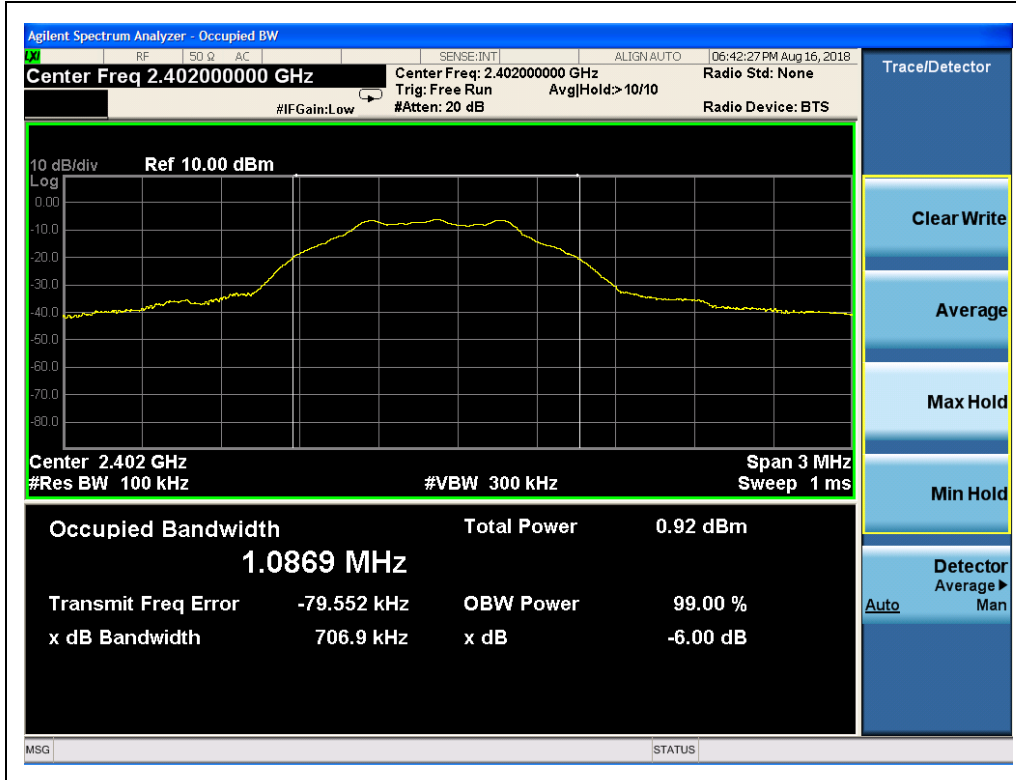 Agilent Spectrum Analyzer - Occupied BW
LXI RF 50 Ω AC SENSE:INT ALIGN AUTO 06:42:27 PM Aug 16, 2018
Center Freq 2.402000000 GHz
Center Freq: 2.402000000 GHz
Radio Std: None
Trig: Free Run Avg|Hold:>10/10
#IFGain:Low #Atten: 20 dB Radio Device: BTS
Trace/Detector
10 dB/div Ref 10.00 dBm
Log
0.00
-10.0
-20.0
-30.0
-40.0
-50.0
-60.0
-70.0
-80.0
Center 2.402 GHz Span 3 MHz
#Res BW 100 kHz #VBW 300 kHz Sweep 1 ms
Occupied Bandwidth Total Power 0.92 dBm
1.0869 MHz
Transmit Freq Error -79.552 kHz OBW Power 99.00 %
x dB Bandwidth 706.9 kHz x dB -6.00 dB
Clear Write
Average
Max Hold
Min Hold
Detector
Average▶
Auto Man
MSG STATUS